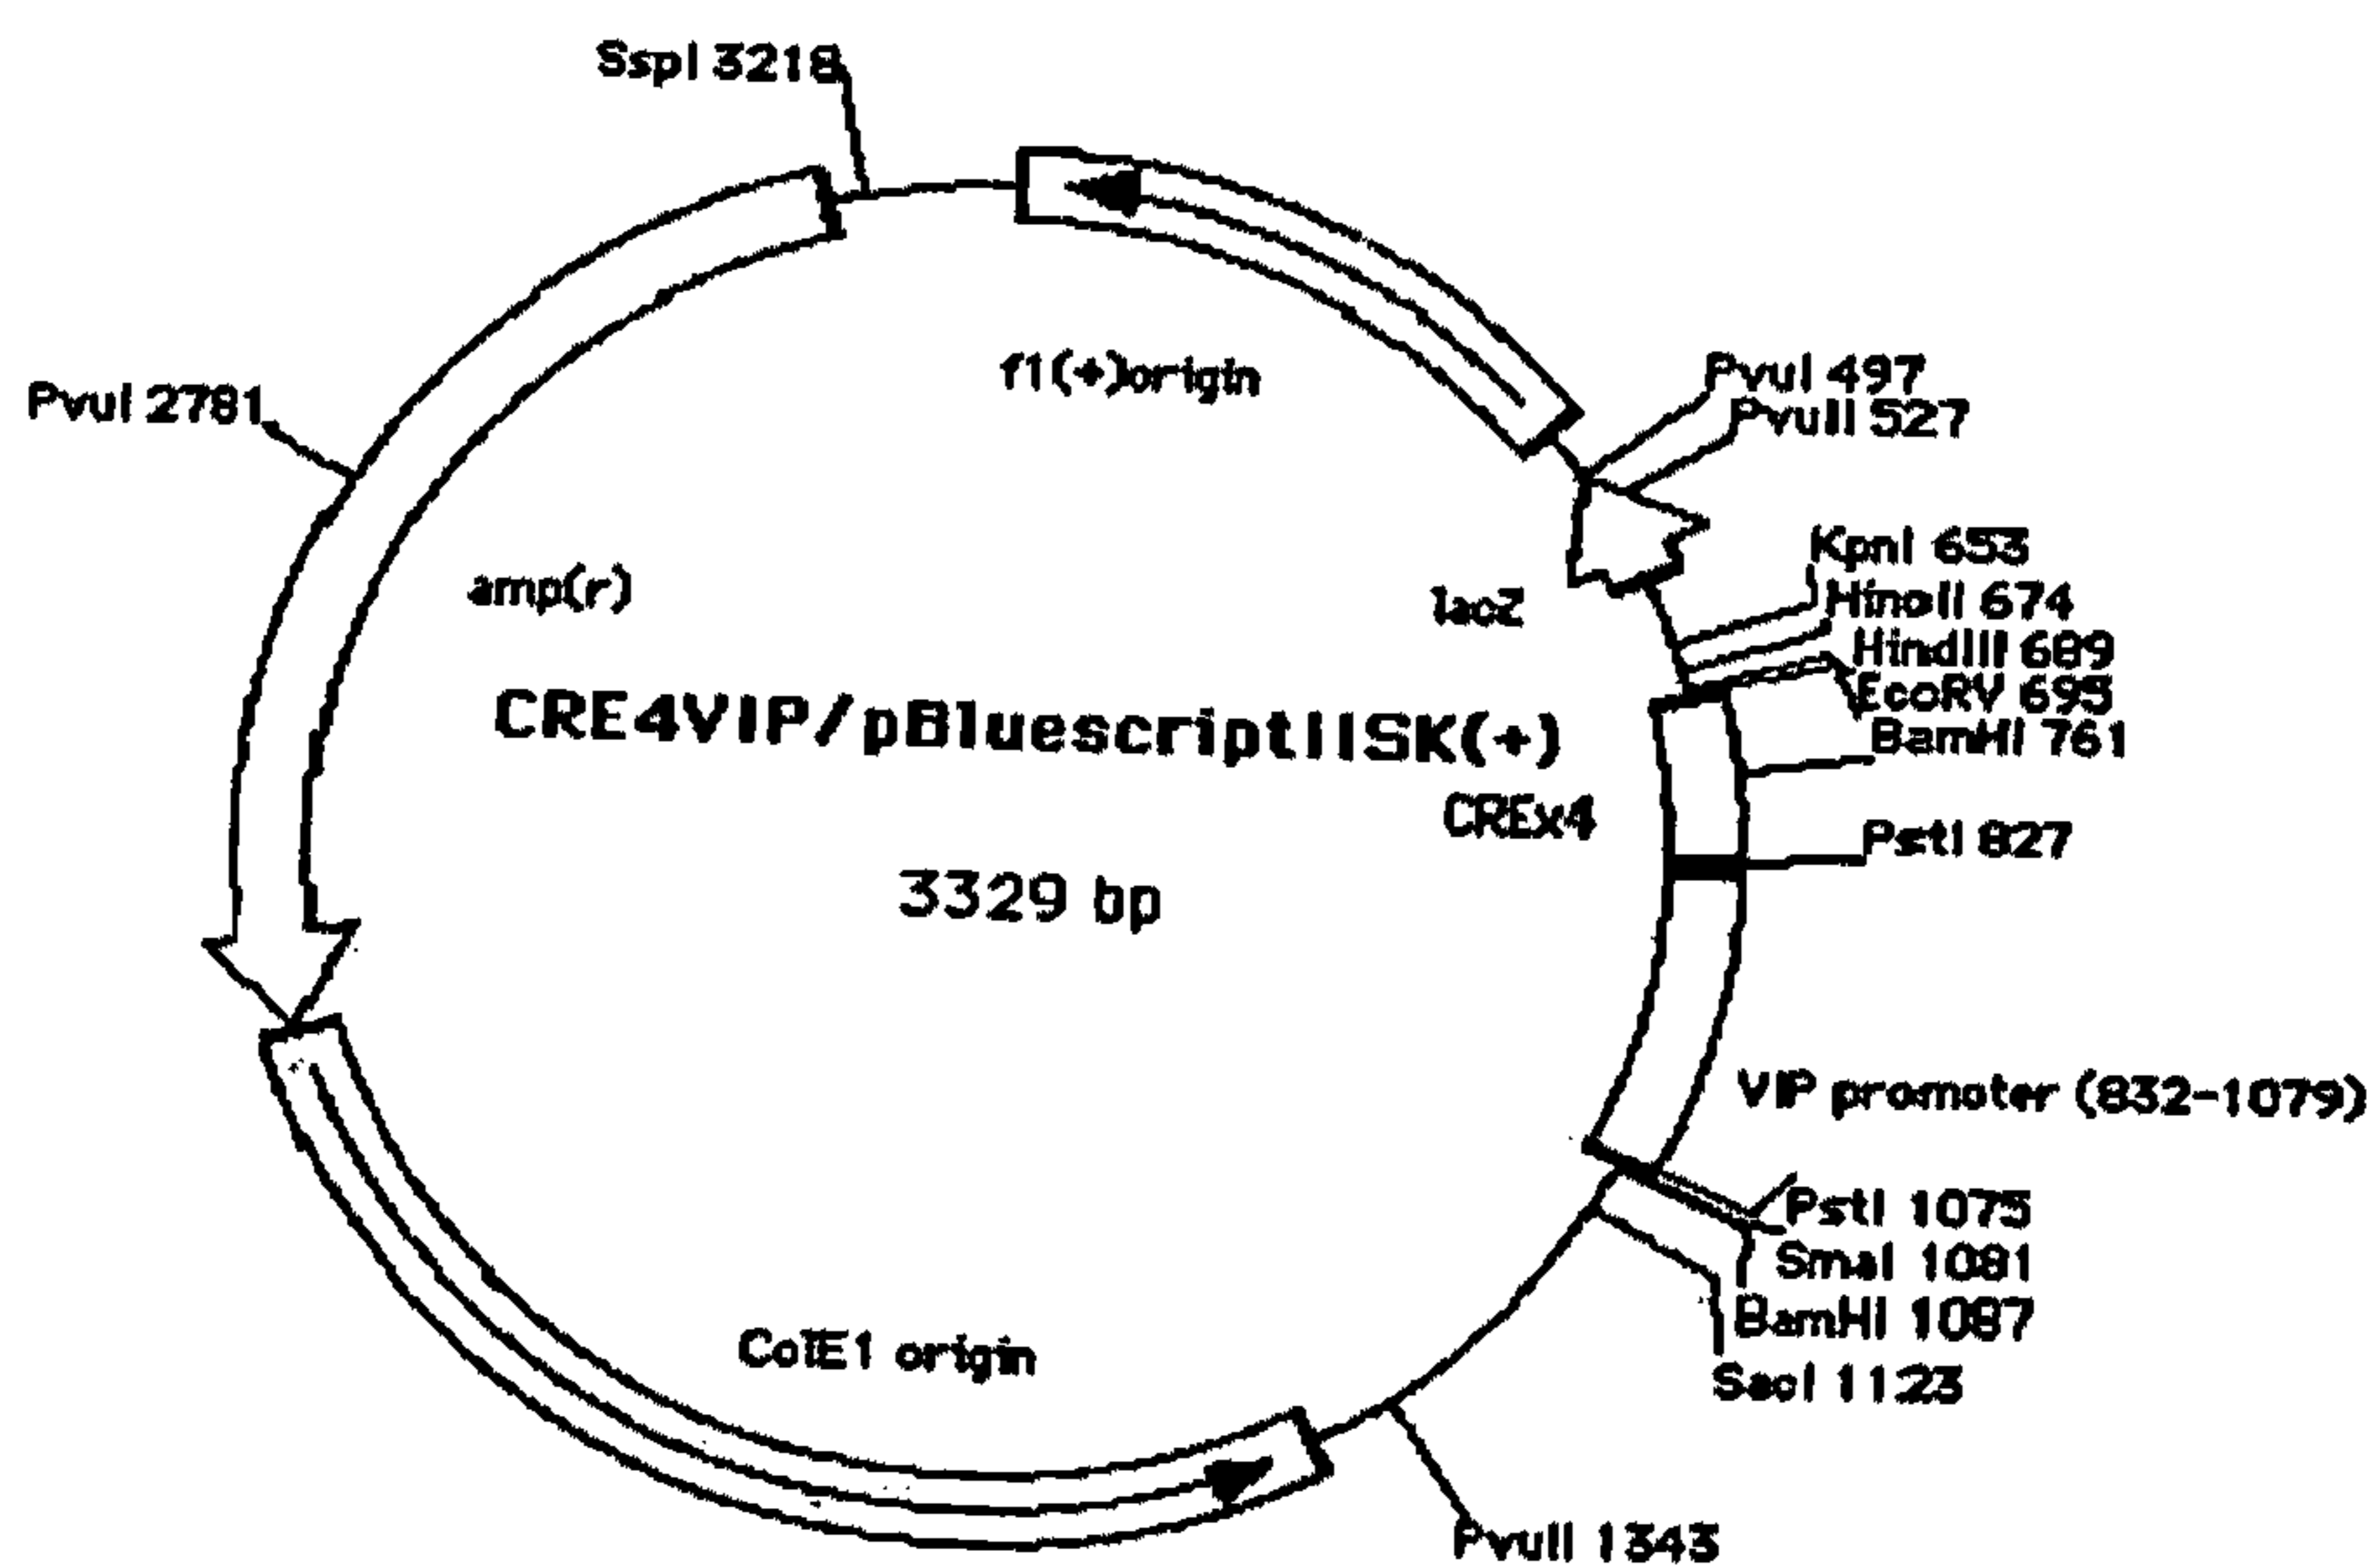 SspI 3218
PvuI 2781
f1(+)origin
PvuI 497
PvuII 527
amp(r)
lacZ
KpnI 653
HincII 674
HindIII 689
EcoRV 695
BamHI 761
CRE4VIP/pBluescriptIISK(+)
CREx4
PstI 827
3329 bp
VIP promoter (832-1079)
PstI 1075
SmaI 1081
BamHI 1087
SacI 1123
ColE1 origin
PvuII 1343